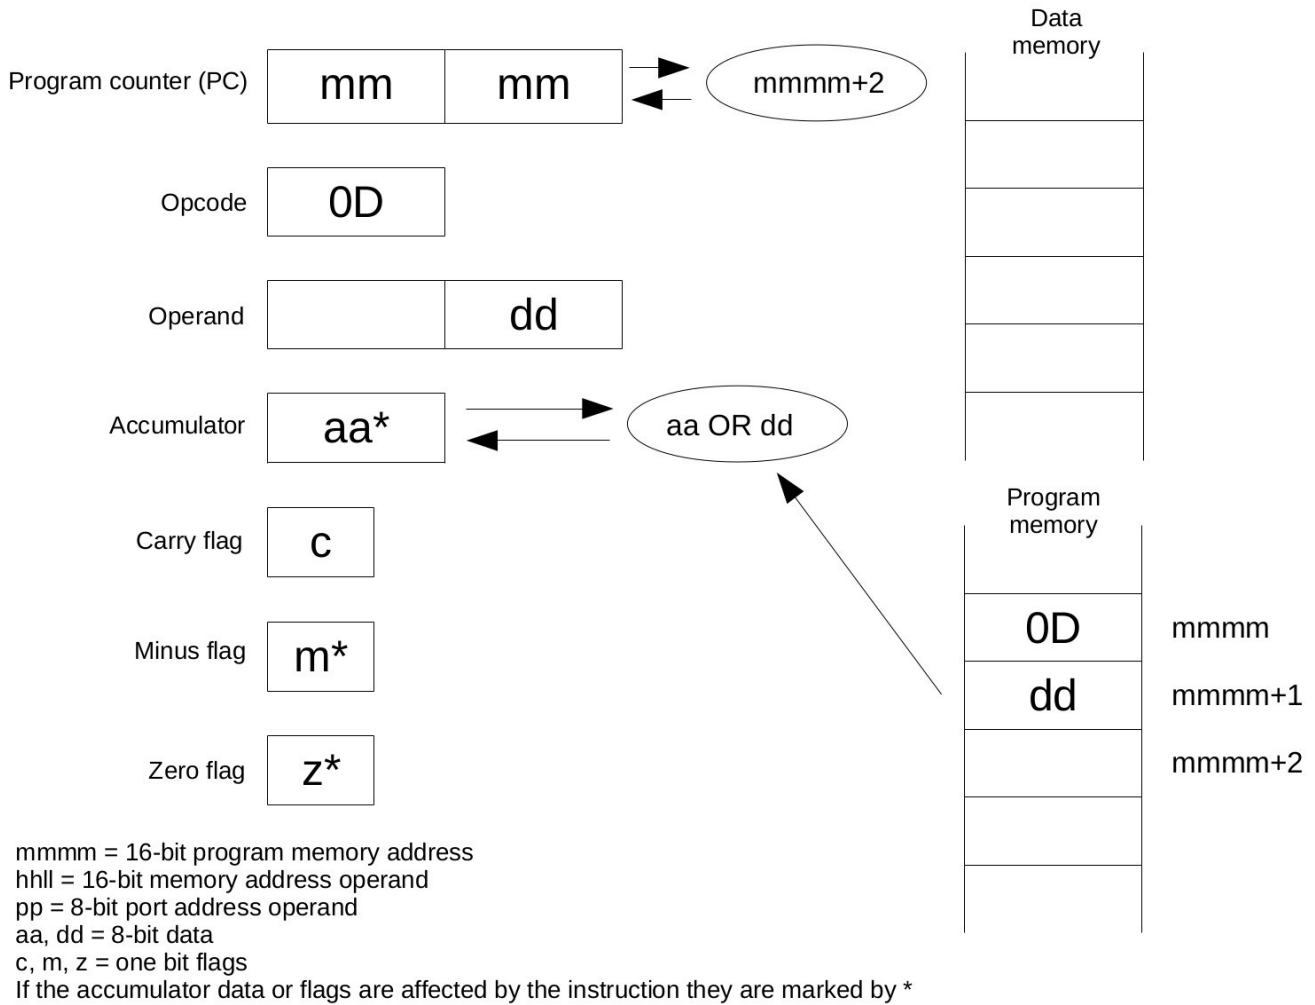 Data
memory
Program counter (PC)
mm
mm
mmmm+2
Opcode
0D
Operand
dd
Accumulator
aa*
aa OR dd
Program
memory
Carry flag
c
0D
mmmm
Minus flag
m*
dd
mmmm+1
mmmm+2
Zero flag
z*
mmmm = 16-bit program memory address
hhll = 16-bit memory address operand
pp = 8-bit port address operand
aa, dd = 8-bit data
c, m, z = one bit flags
If the accumulator data or flags are affected by the instruction they are marked by *